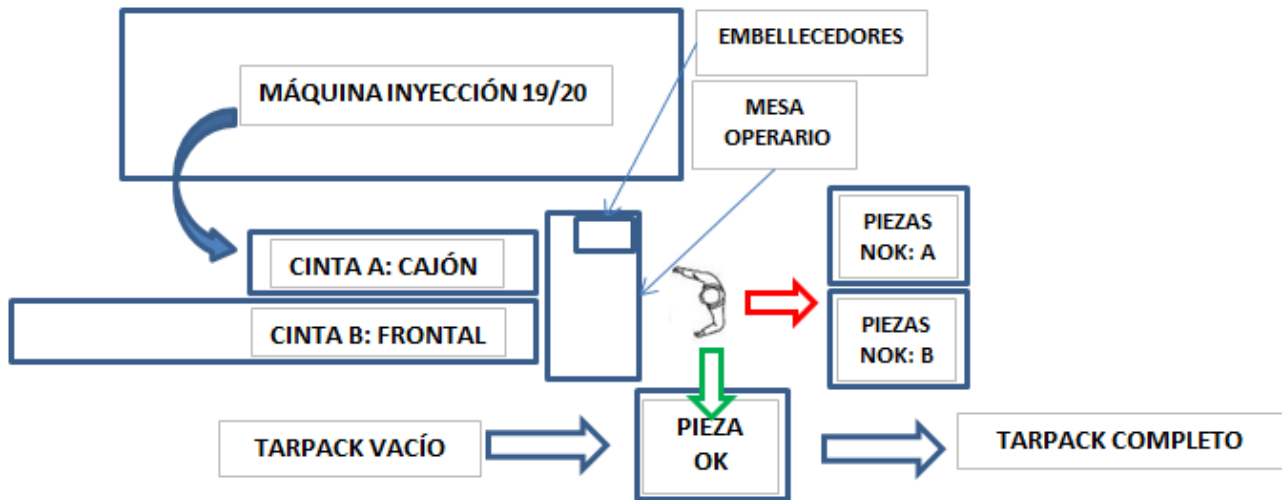 EMBELLECEDORES
MÁQUINA INYECCIÓN 19/20
MESA
OPERARIO
PIEZAS
NOK: A
CINTA A: CAJÓN
CINTA B: FRONTAL
PIEZAS
NOK: B
TARPACK VACÍO
PIEZA
OK
TARPACK COMPLETO